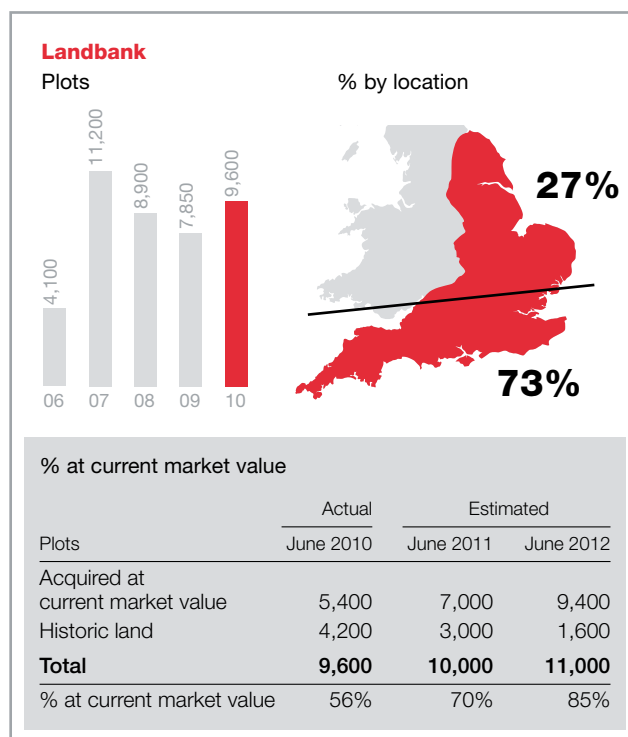 Landbank
Plots
% by location
4,100
11,200
8,900
7,850
9,600
06
07
08
09
10
27%
73%
% at current market value
Actual Estimated
Plots June 2010 June 2011 June 2012
Acquired at
current market value 5,400 7,000 9,400
Historic land 4,200 3,000 1,600
Total 9,600 10,000 11,000
% at current market value 56% 70% 85%